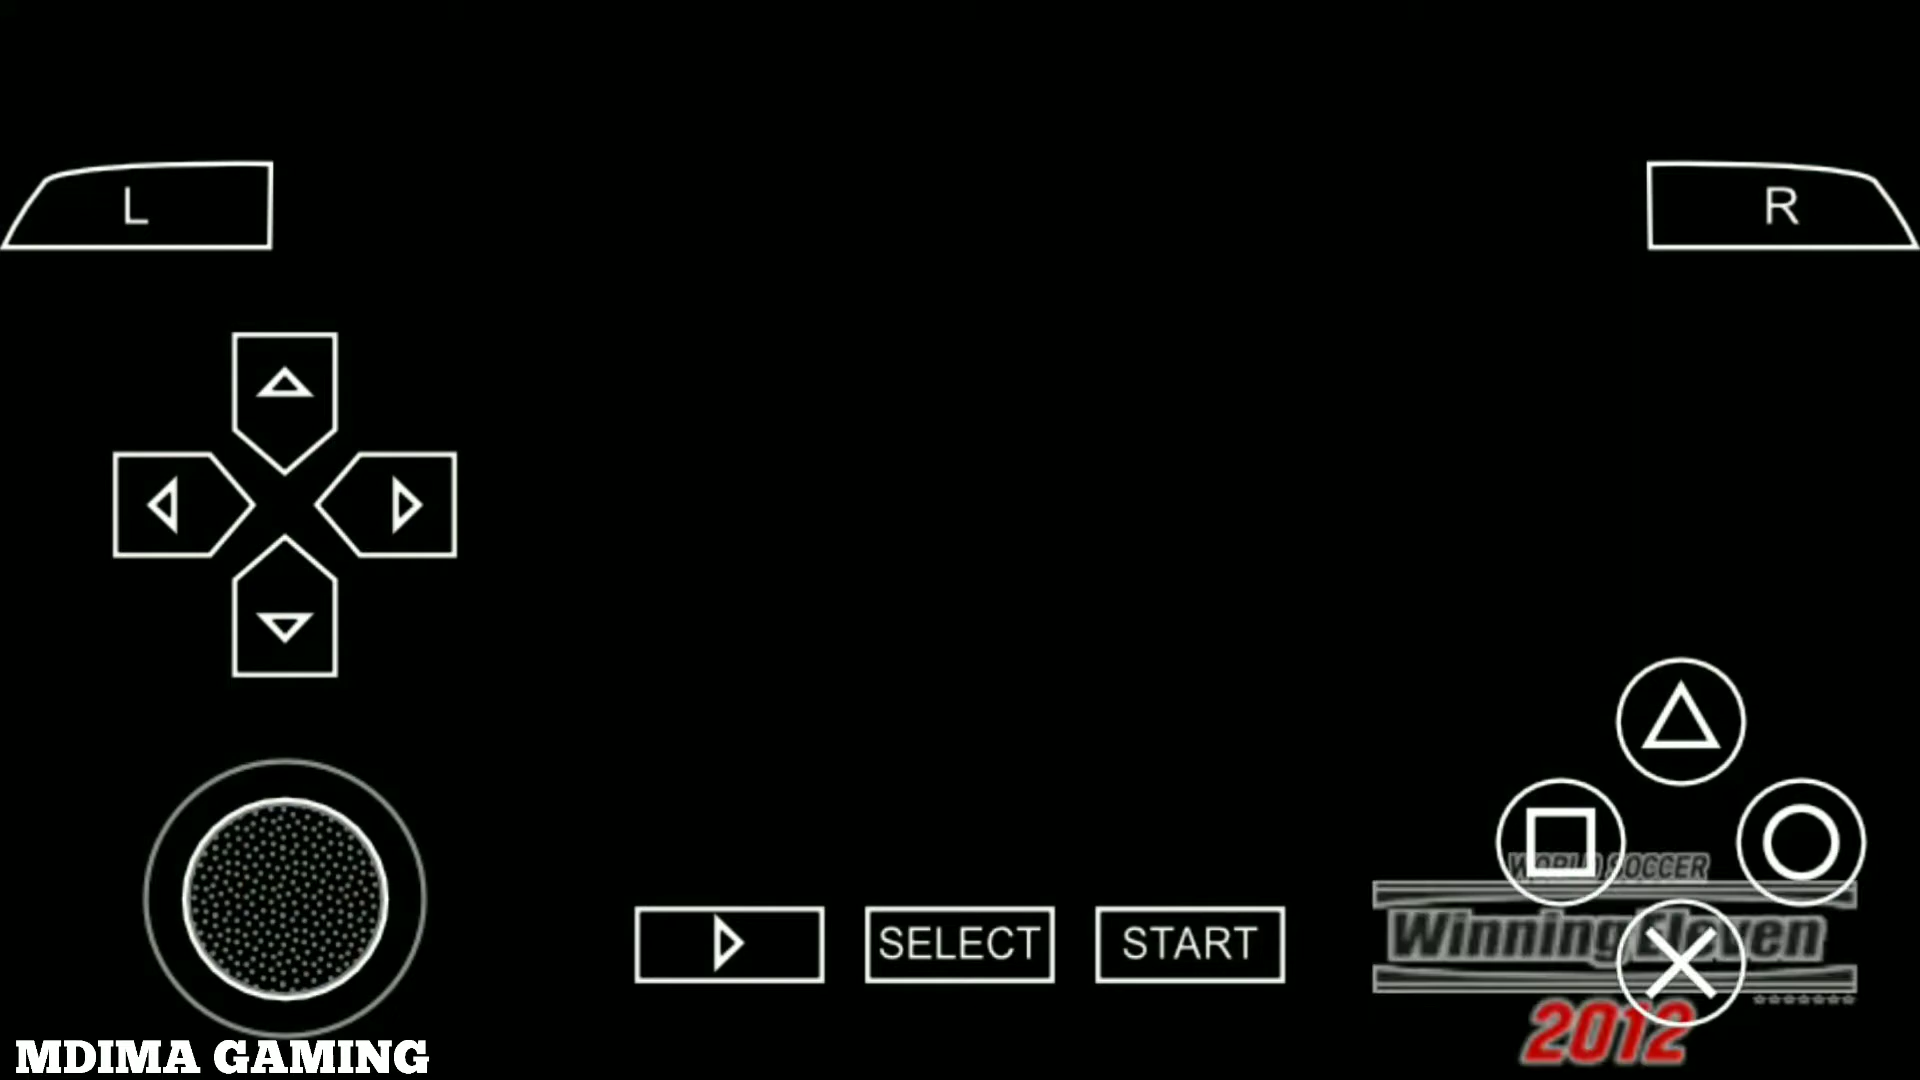 L
R
WORLD SOCCER
Winning Eleven
2012
SELECT
START
MDIMA GAMING